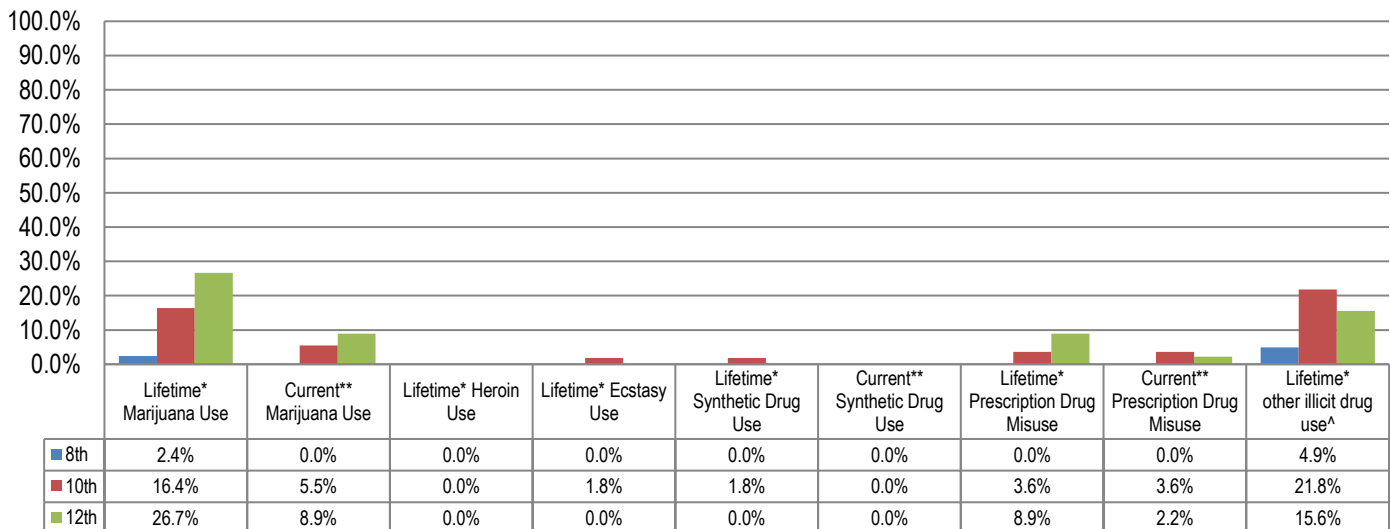 100.0%
90.0%
80.0%
70.0%
60.0%
50.0%
40.0%
30.0%
20.0%
10.0%
0.0%
Lifetime*
Marijuana Use
Current**
Marijuana Use
Lifetime* Heroin
Use
Lifetime* Ecstasy
Use
Lifetime*
Synthetic Drug
Use
Current**
Synthetic Drug
Use
Lifetime*
Prescription Drug
Misuse
Current**
Prescription Drug
Misuse
Lifetime*
other illicit drug
use^
8th 2.4% 0.0% 0.0% 0.0% 0.0% 0.0% 0.0% 0.0% 4.9%
10th 16.4% 5.5% 0.0% 1.8% 1.8% 0.0% 3.6% 3.6% 21.8%
12th 26.7% 8.9% 0.0% 0.0% 0.0% 0.0% 8.9% 2.2% 15.6%